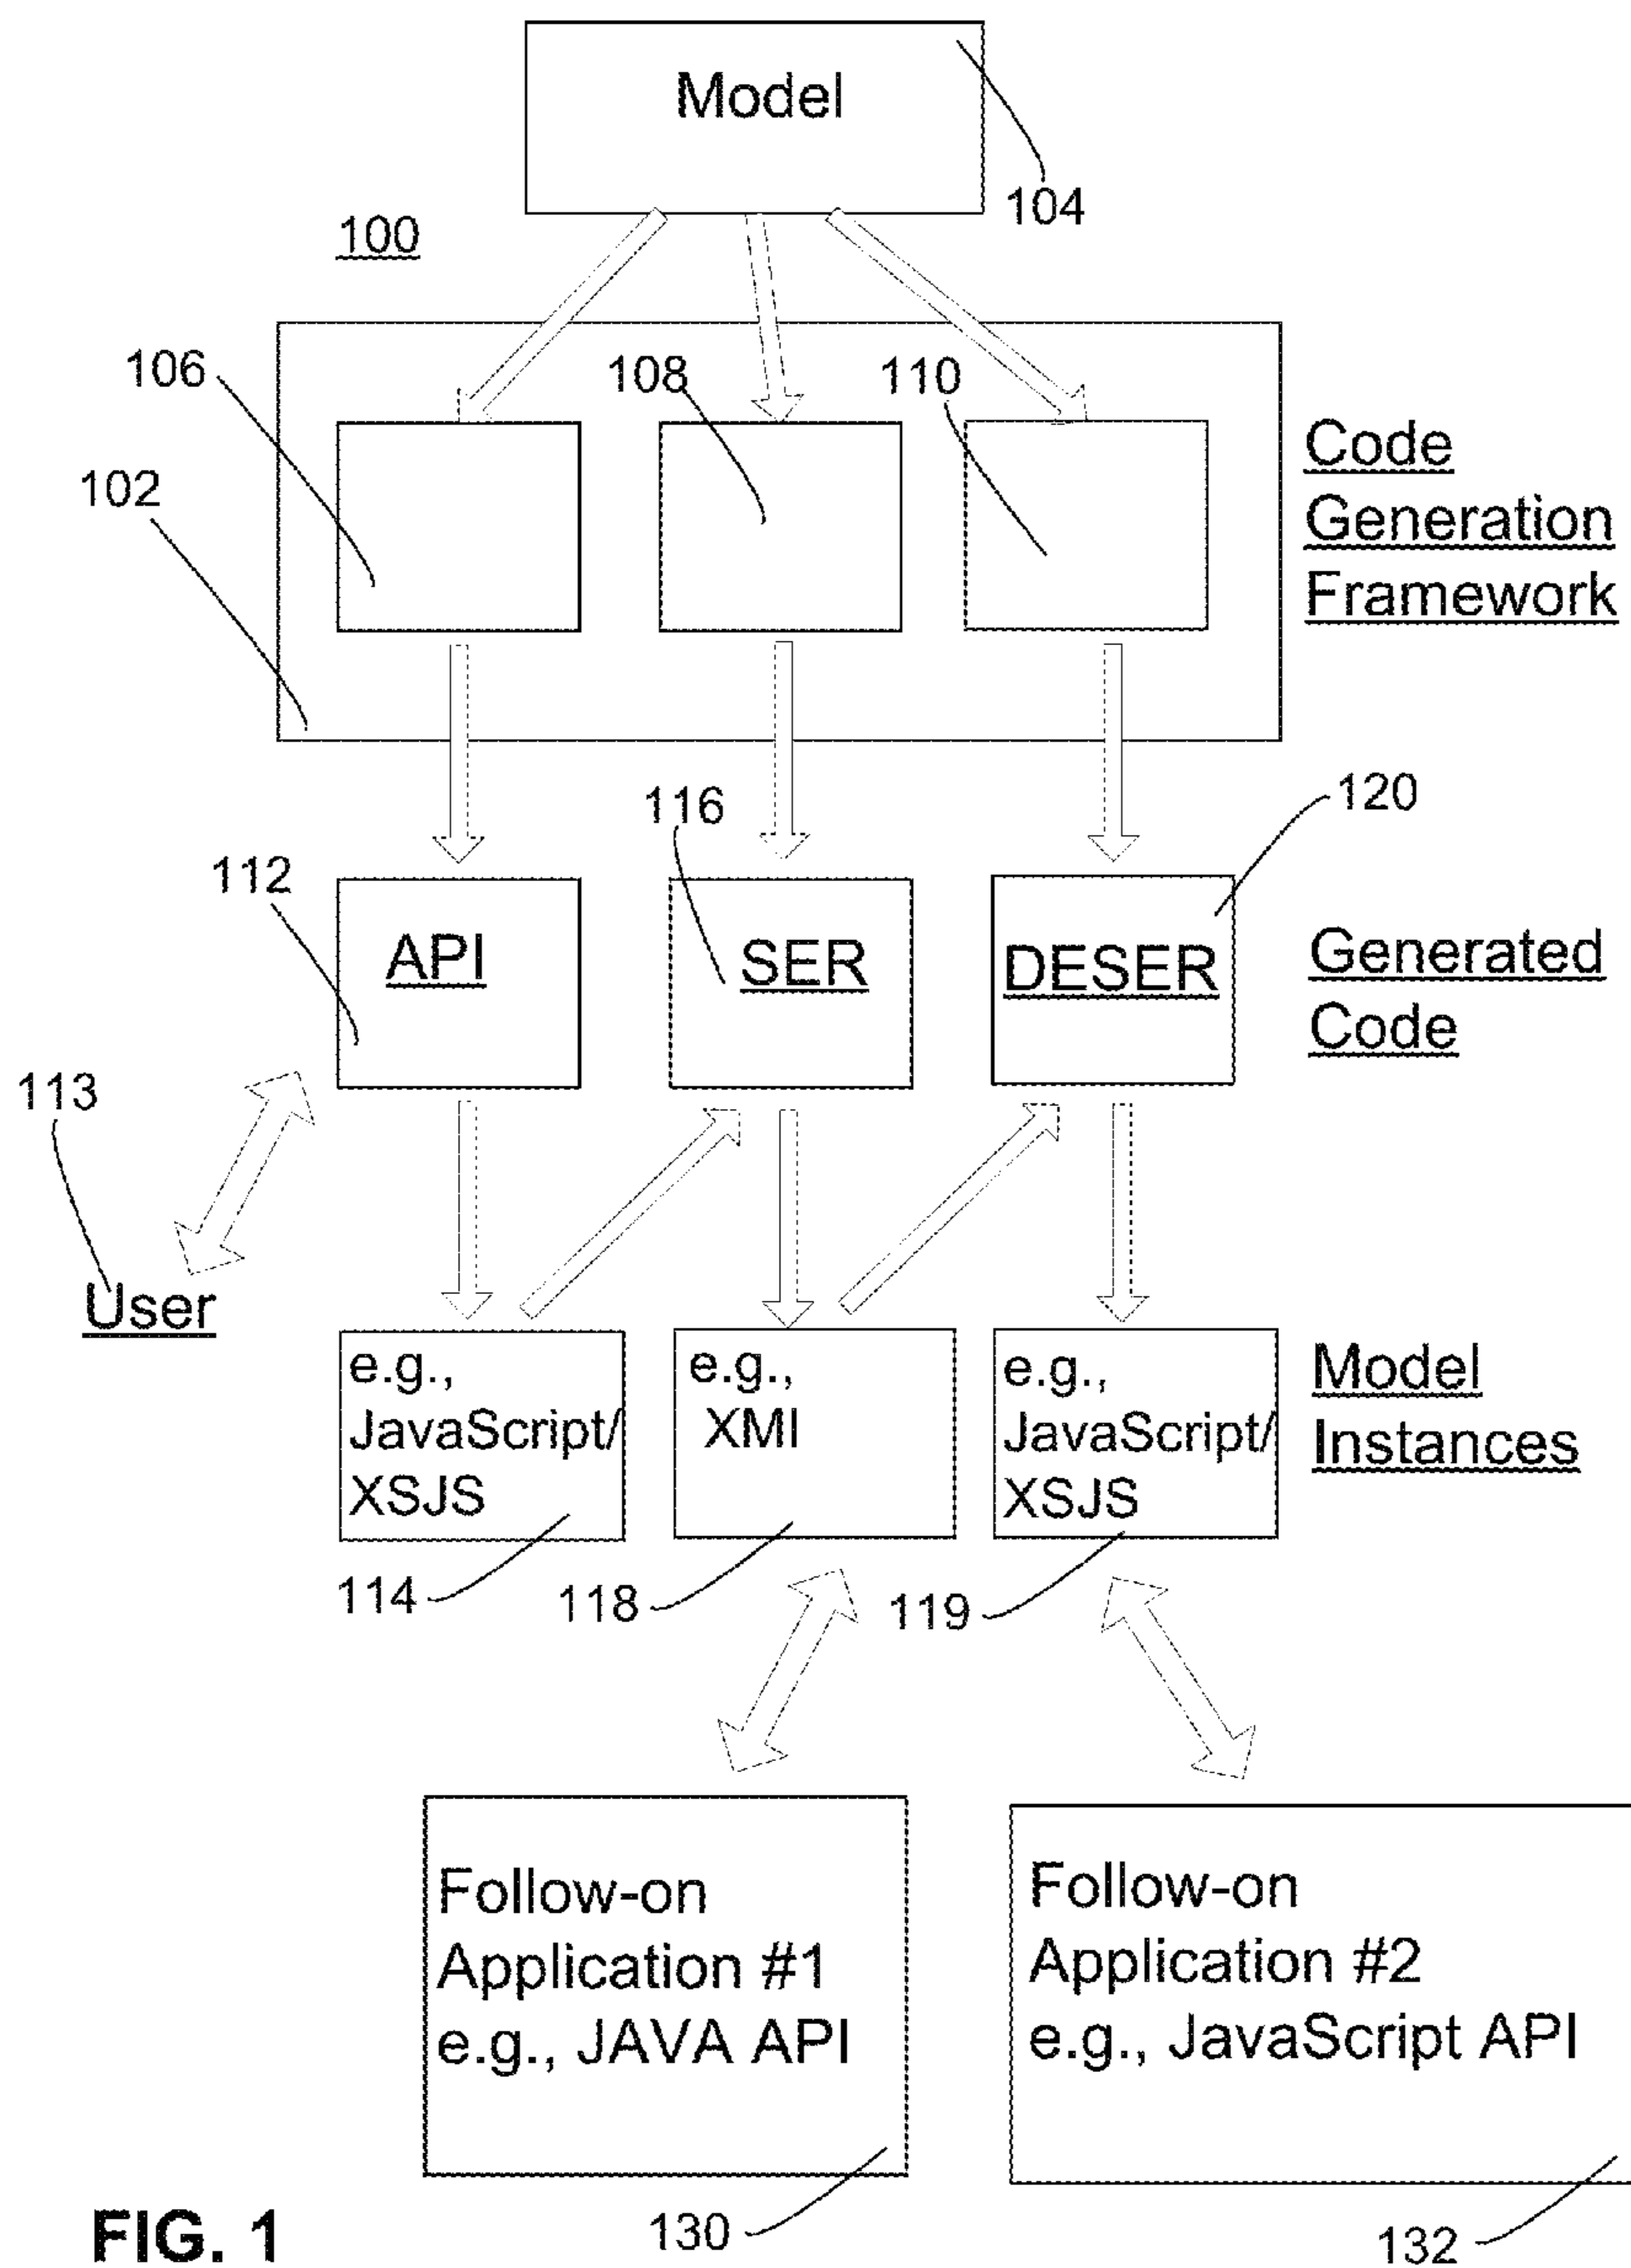 Model
104
100
106
108
110
Code
Generation
Framework
102
116
120
112
API
SER
DESER
Generated
Code
113
User
e.g.,
JavaScript/
XSJS
e.g.,
XMI
e.g.,
JavaScript/
XSJS
Model
Instances
114
118
119
Follow-on
Application #1
e.g., JAVA API
Follow-on
Application #2
e.g., JavaScript API
FIG. 1
130
132